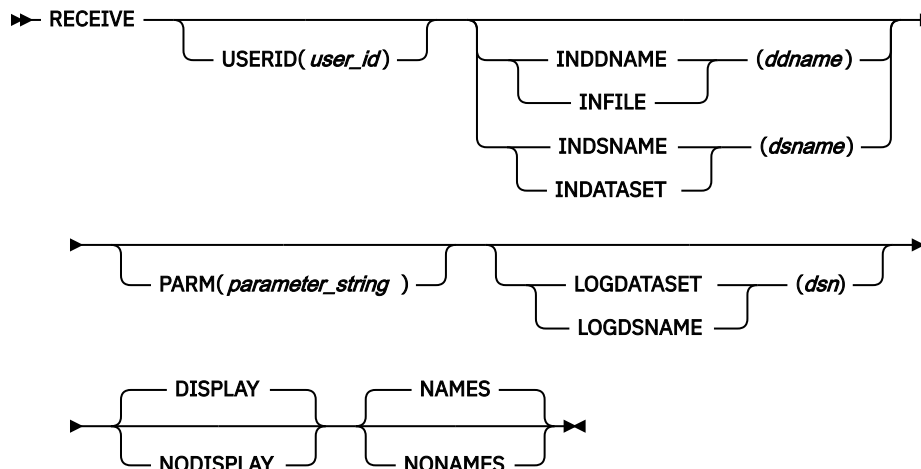 RECEIVE
USERID( user_id )
INDDNAME
INFILE
( ddname )
INDSNAME
INDATASET
( dsname )
PARM( parameter_string )
LOGDATASET
LOGDSNAME
( dsn )
DISPLAY
NODISPLAY
NAMES
NONAMES